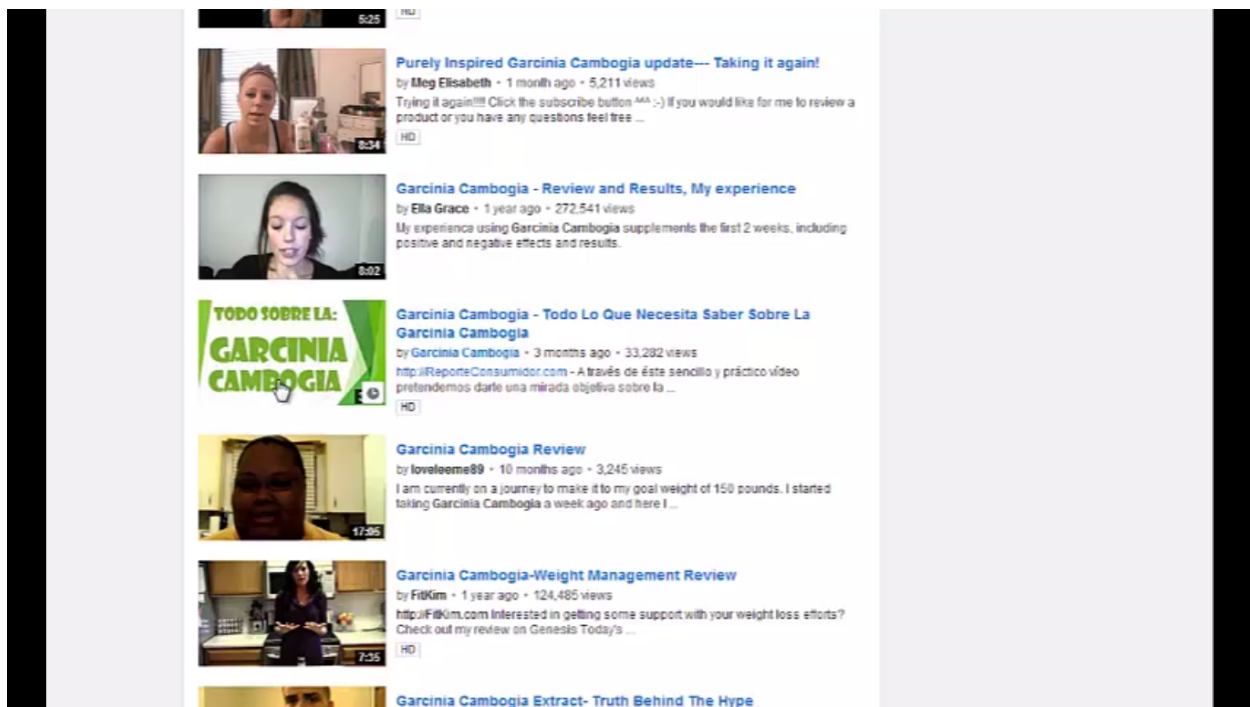 5:25
HD
Purely Inspired Garcinia Cambogia update--- Taking it again!
by Meg Elisabeth • 1 month ago • 5,211 views
Trying it again!!!! Click the subscribe button ^^^ :-) If you would like for me to review a
product or you have any questions feel free ...
HD
8:34
Garcinia Cambogia - Review and Results, My experience
by Ella Grace • 1 year ago • 272,541 views
My experience using Garcinia Cambogia supplements the first 2 weeks, including
positive and negative effects and results.
8:02
TODO SOBRE LA:
GARCINIA
CAMBOGIA
Garcinia Cambogia - Todo Lo Que Necesita Saber Sobre La
Garcinia Cambogia
by Garcinia Cambogia • 3 months ago • 33,282 views
http://ReporteConsumidor.com - A través de éste sencillo y práctico vídeo
pretendemos darle una mirada objetiva sobre la ...
HD
Garcinia Cambogia Review
by loveleeme89 • 10 months ago • 3,245 views
I am currently on a journey to make it to my goal weight of 150 pounds. I started
taking Garcinia Cambogia a week ago and here I ...
17:05
Garcinia Cambogia-Weight Management Review
by FitKim • 1 year ago • 124,485 views
http://FitKim.com Interested in getting some support with your weight loss efforts?
Check out my review on Genesis Today's ...
HD
7:35
Garcinia Cambogia Extract- Truth Behind The Hype